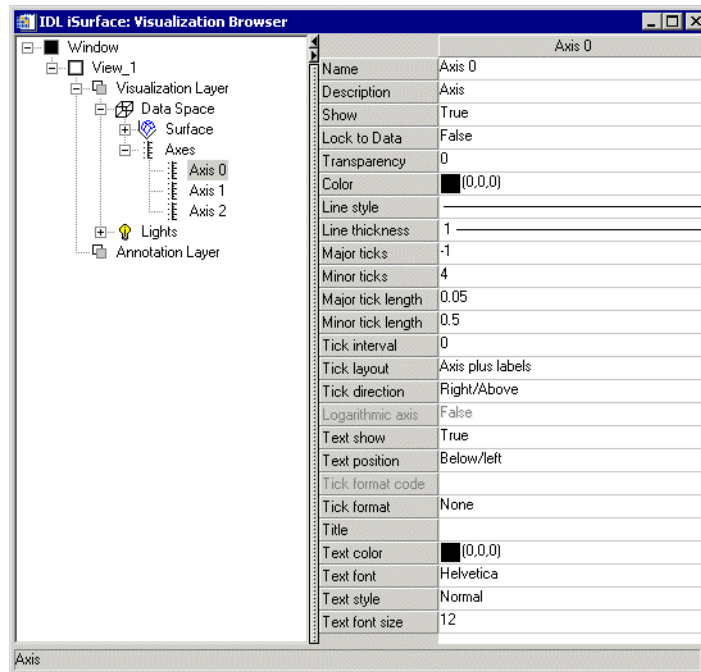 IDL iSurface: Visualization Browser
Window
View_1
Visualization Layer
Data Space
Surface
Axes
Axis 0
Axis 1
Axis 2
Lights
Annotation Layer
Axis 0
Name Axis 0
Description Axis
Show True
Lock to Data False
Transparency 0
Color (0,0,0)
Line style
Line thickness 1
Major ticks -1
Minor ticks 4
Major tick length 0.05
Minor tick length 0.5
Tick interval 0
Tick layout Axis plus labels
Tick direction Right/Above
Logarithmic axis False
Text show True
Text position Below/left
Tick format code
Tick format None
Title
Text color (0,0,0)
Text font Helvetica
Text style Normal
Text font size 12
Axis